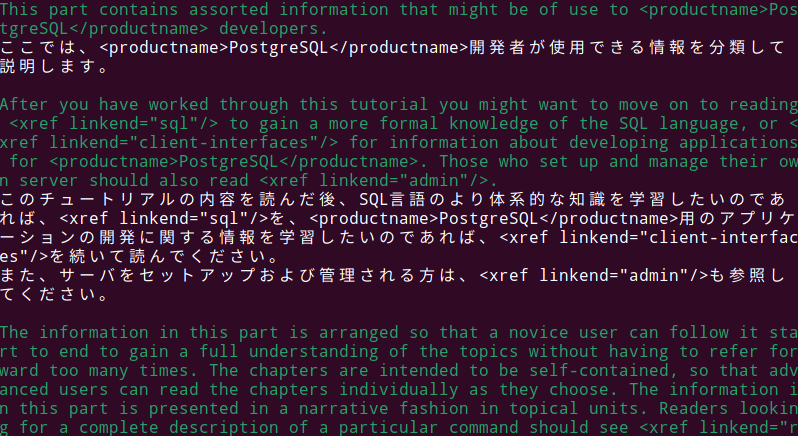 This part contains assorted information that might be of use to <productname>Pos
tgreSQL</productname> developers.
ここでは、<productname>PostgreSQL</productname>開発者が使用できる情報を分類して
説明します。
After you have worked through this tutorial you might want to move on to reading
 <xref linkend="sql"/> to gain a more formal knowledge of the SQL language, or <
xref linkend="client-interfaces"/> for information about developing applications
 for <productname>PostgreSQL</productname>. Those who set up and manage their ow
n server should also read <xref linkend="admin"/>.
このチュートリアルの内容を読んだ後、SQL言語のより体系的な知識を学習したいのであ
れば、<xref linkend="sql"/>を、<productname>PostgreSQL</productname>用のアプリケ
ーションの開発に関する情報を学習したいのであれば、<xref linkend="client-interfac
es"/>を続いて読んでください。
また、サーバをセットアップおよび管理される方は、<xref linkend="admin"/>も参照し
てください。
The information in this part is arranged so that a novice user can follow it sta
rt to end to gain a full understanding of the topics without having to refer for
ward too many times. The chapters are intended to be self-contained, so that adv
anced users can read the chapters individually as they choose. The information i
n this part is presented in a narrative fashion in topical units. Readers lookin
g for a complete description of a particular command should see <xref linkend="r